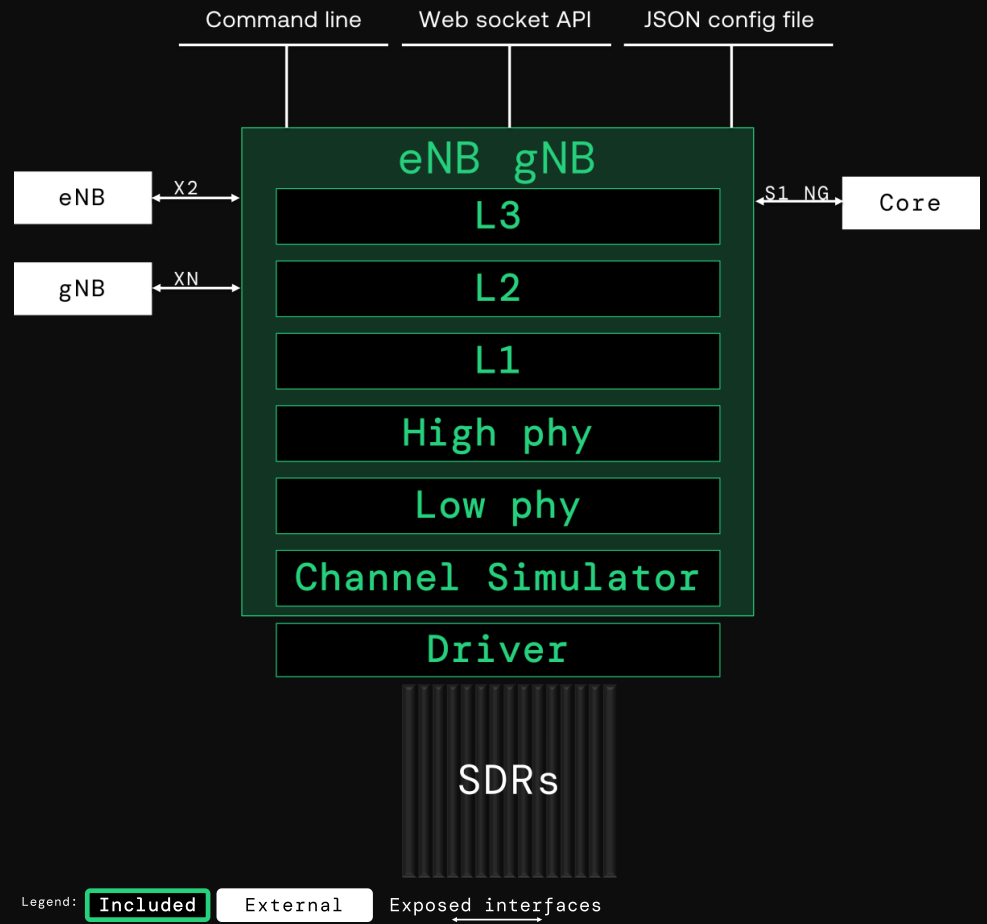 Command line
Web socket API
JSON config file
eNB gNB
eNB
X2
S1 NG
Core
L3
gNB
XN
L2
L1
High phy
Low phy
Channel Simulator
Driver
SDRs
Legend:
Included
External
Exposed interfaces